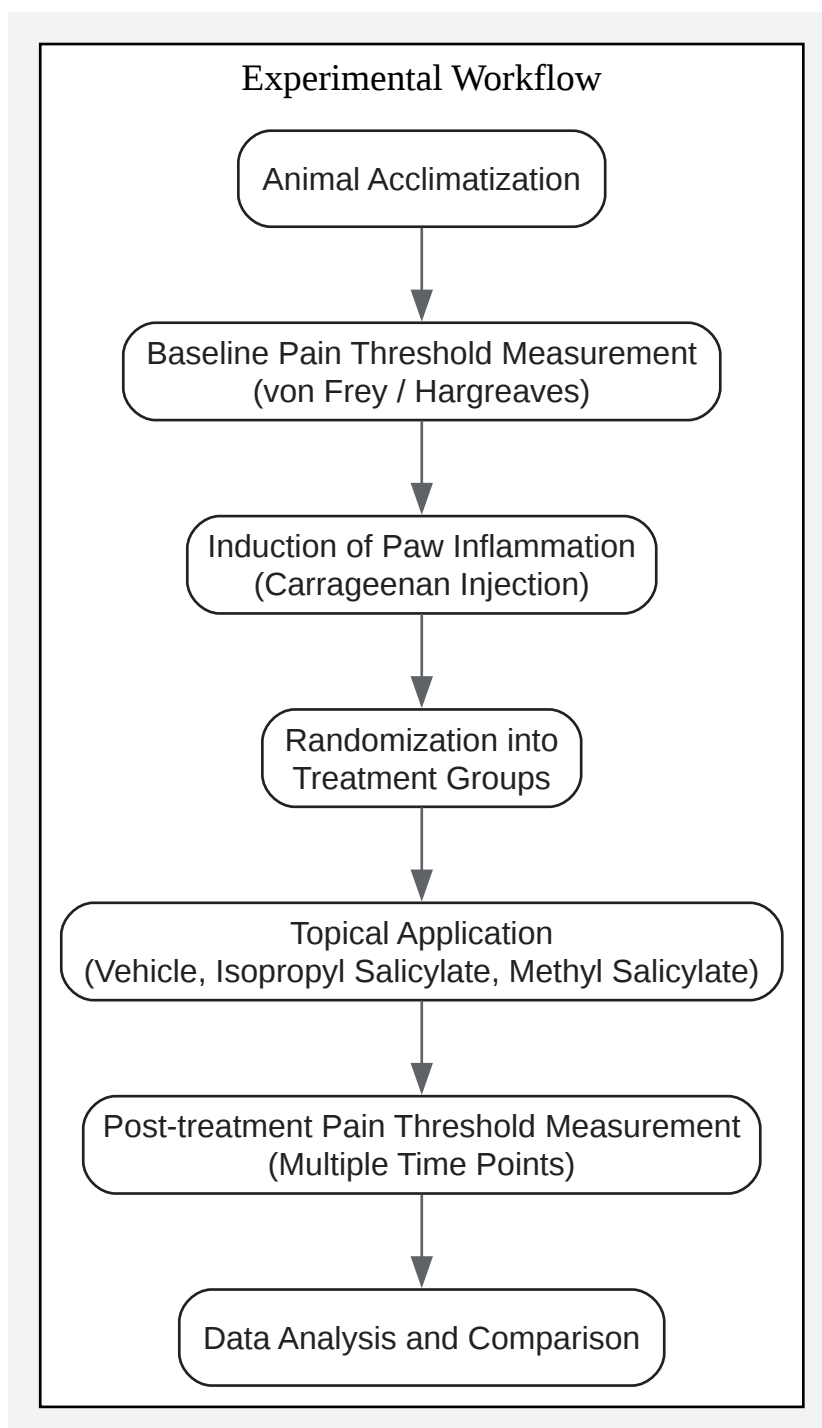 Experimental Workflow
Animal Acclimatization
Baseline Pain Threshold Measurement
(von Frey / Hargreaves)
Induction of Paw Inflammation
(Carrageenan Injection)
Randomization into
Treatment Groups
Topical Application
(Vehicle, Isopropyl Salicylate, Methyl Salicylate)
Post-treatment Pain Threshold Measurement
(Multiple Time Points)
Data Analysis and Comparison